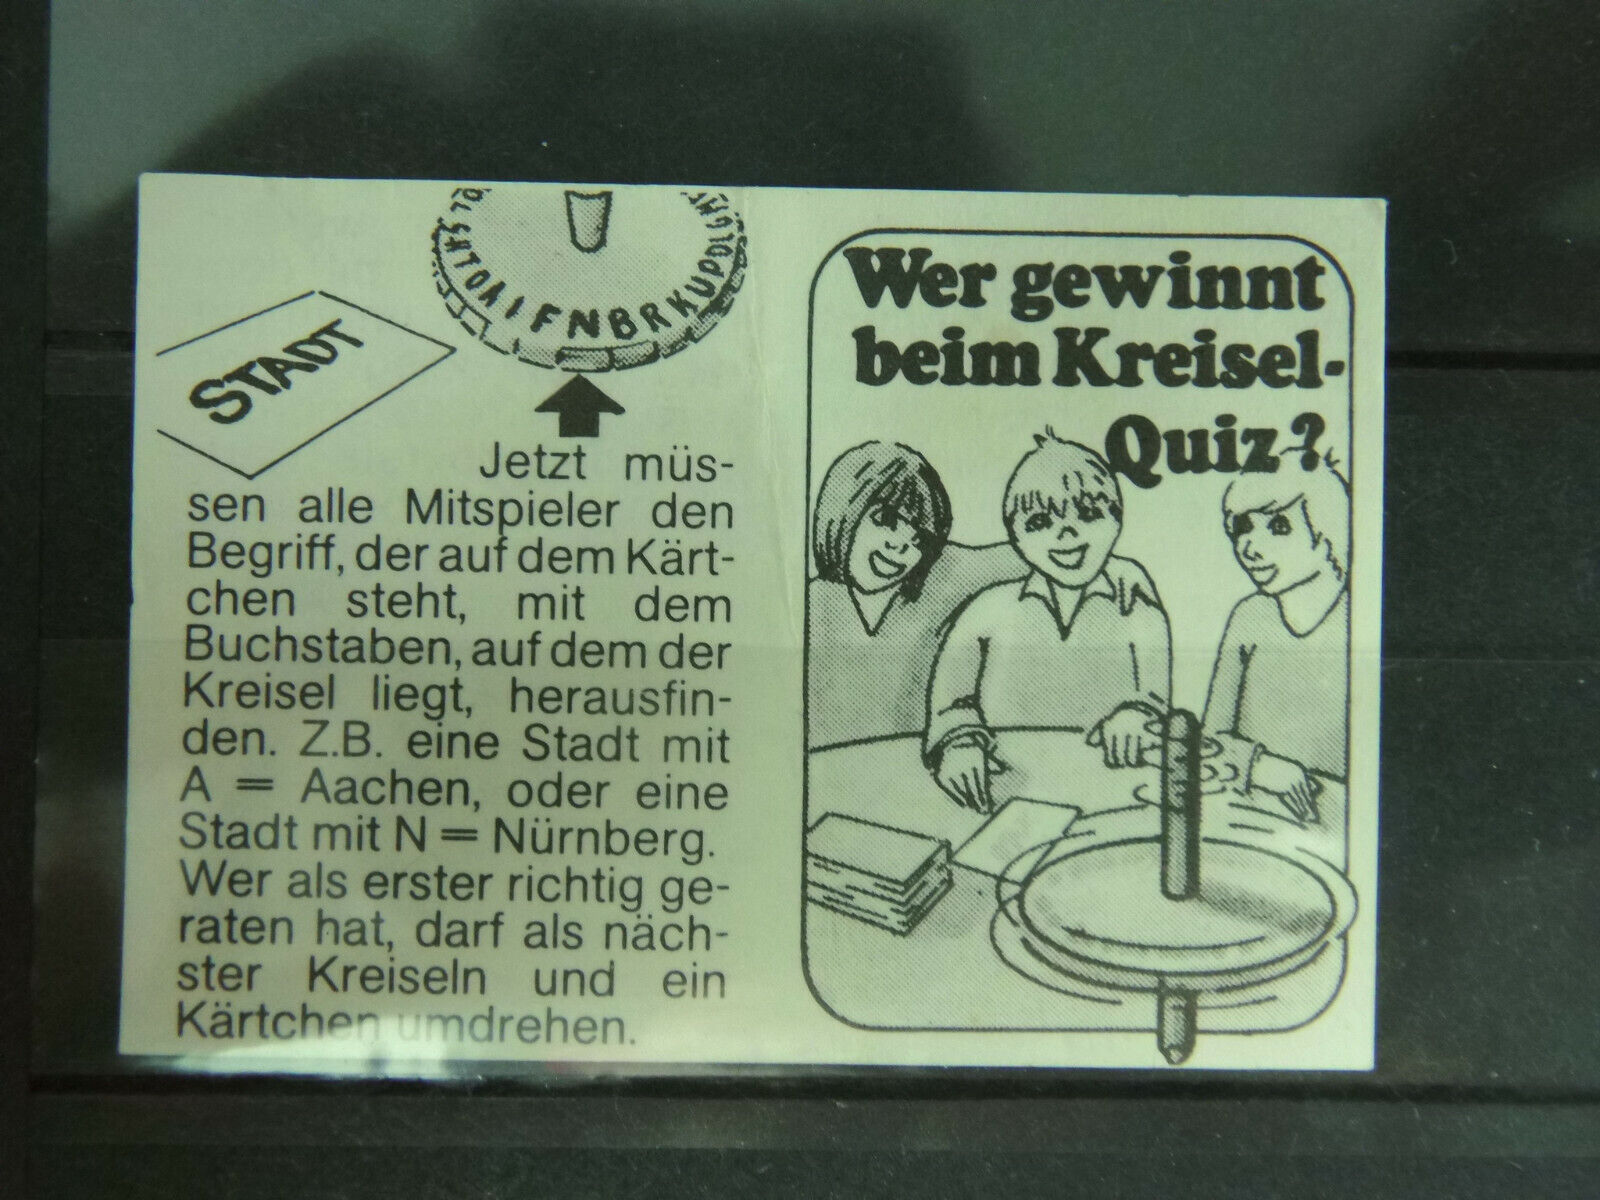 STADT
I F N B R K U P D
Jetzt müs-
sen alle Mitspieler den
Begriff, der auf dem Kärt-
chen steht, mit dem
Buchstaben, auf dem der
Kreisel liegt, herausfin-
den. Z.B. eine Stadt mit
A = Aachen, oder eine
Stadt mit N = Nürnberg.
Wer als erster richtig ge-
raten hat, darf als näch-
ster Kreiseln und ein
Kärtchen umdrehen.
Wer gewinnt
beim Kreisel-
Quiz?